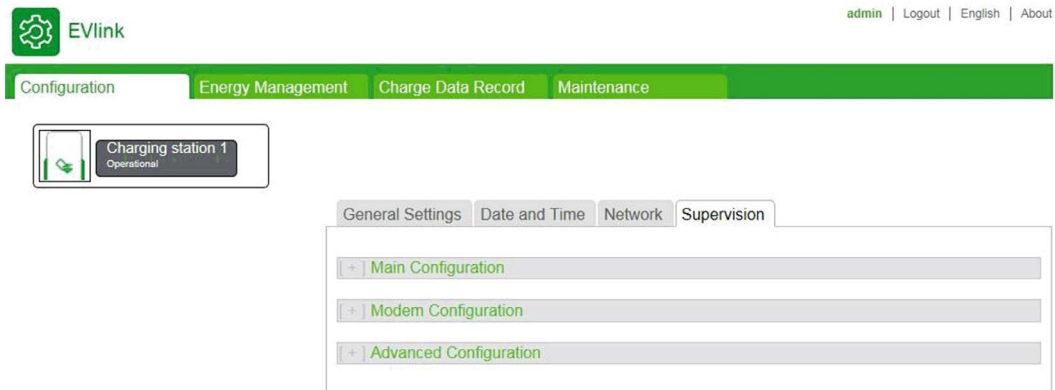 EVlink
admin | Logout | English | About
Configuration Energy Management Charge Data Record Maintenance
Charging station 1
Operational
General Settings Date and Time Network Supervision
[ + ] Main Configuration
[ + ] Modem Configuration
[ + ] Advanced Configuration